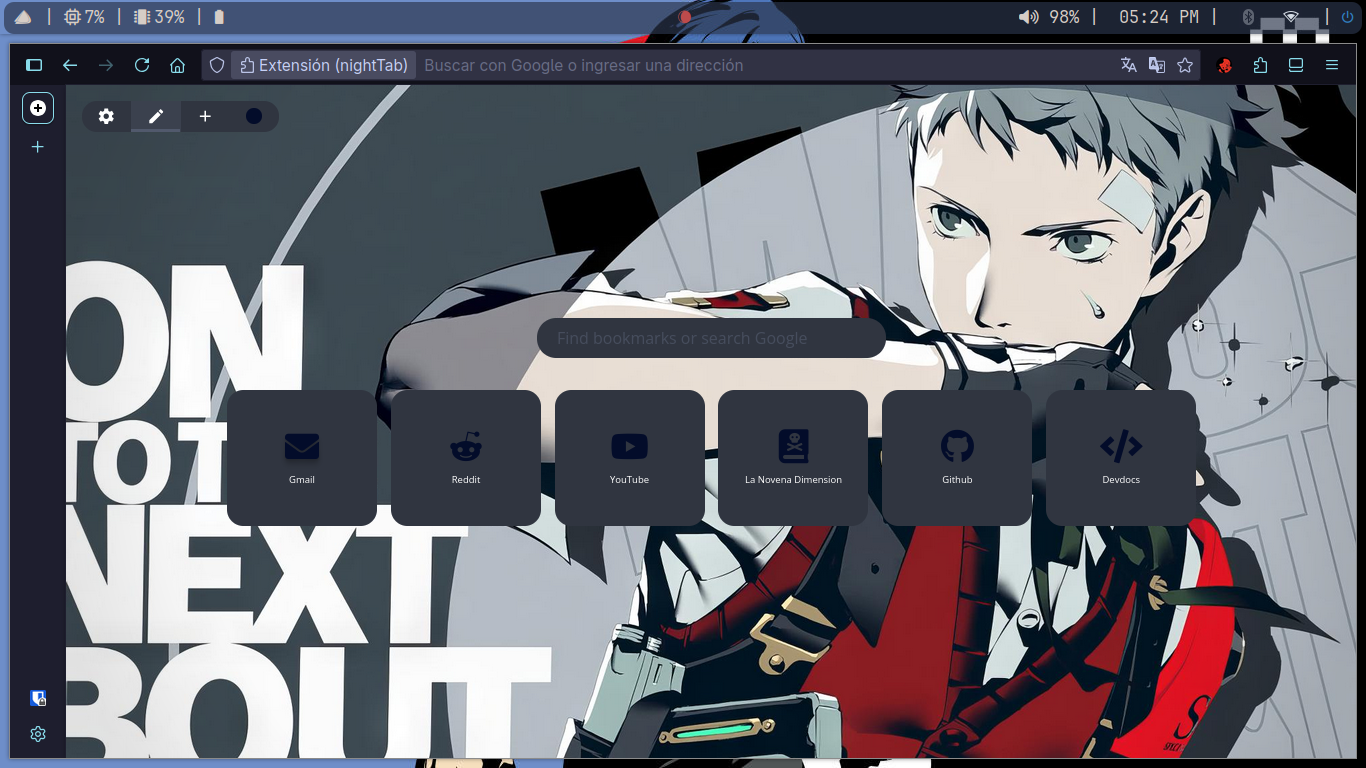 7% | 39% |
98% | 05:24 PM |
Extensión (nightTab) Buscar con Google o ingresar una dirección
ON
TO T
NEXT
BOUT
Find bookmarks or search Google
Gmail Reddit YouTube La Novena Dimension Github Devdocs